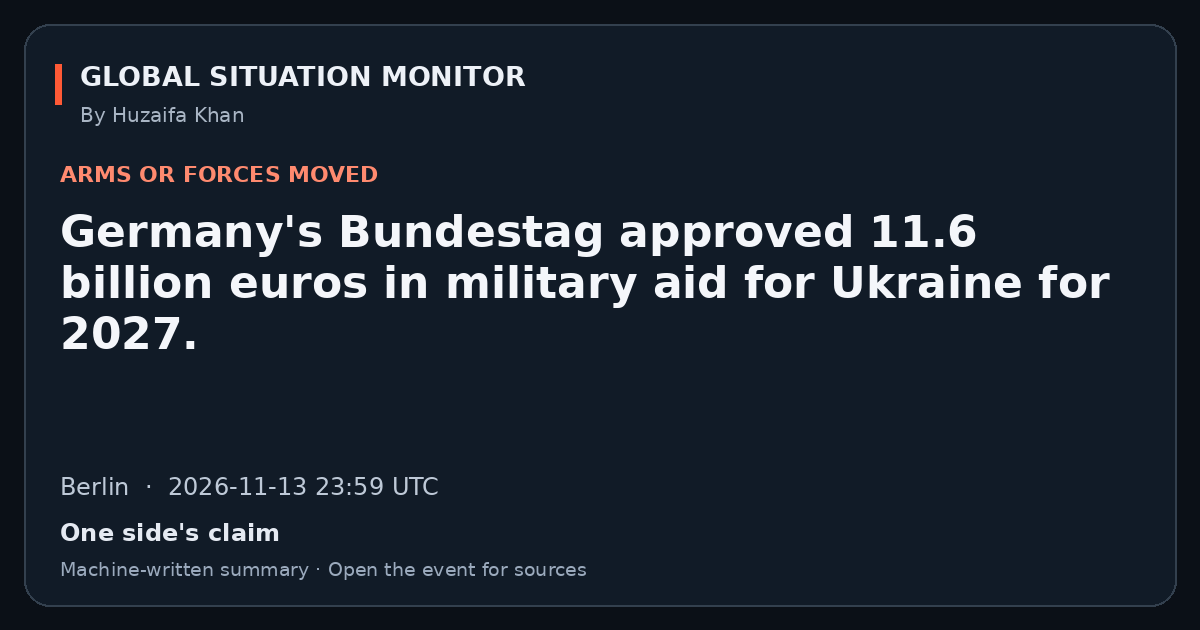 GLOBAL SITUATION MONITOR
By Huzaifa Khan
ARMS OR FORCES MOVED
Germany's Bundestag approved 11.6
billion euros in military aid for Ukraine for
2027.
Berlin · 2026-11-13 23:59 UTC
One side's claim
Machine-written summary · Open the event for sources